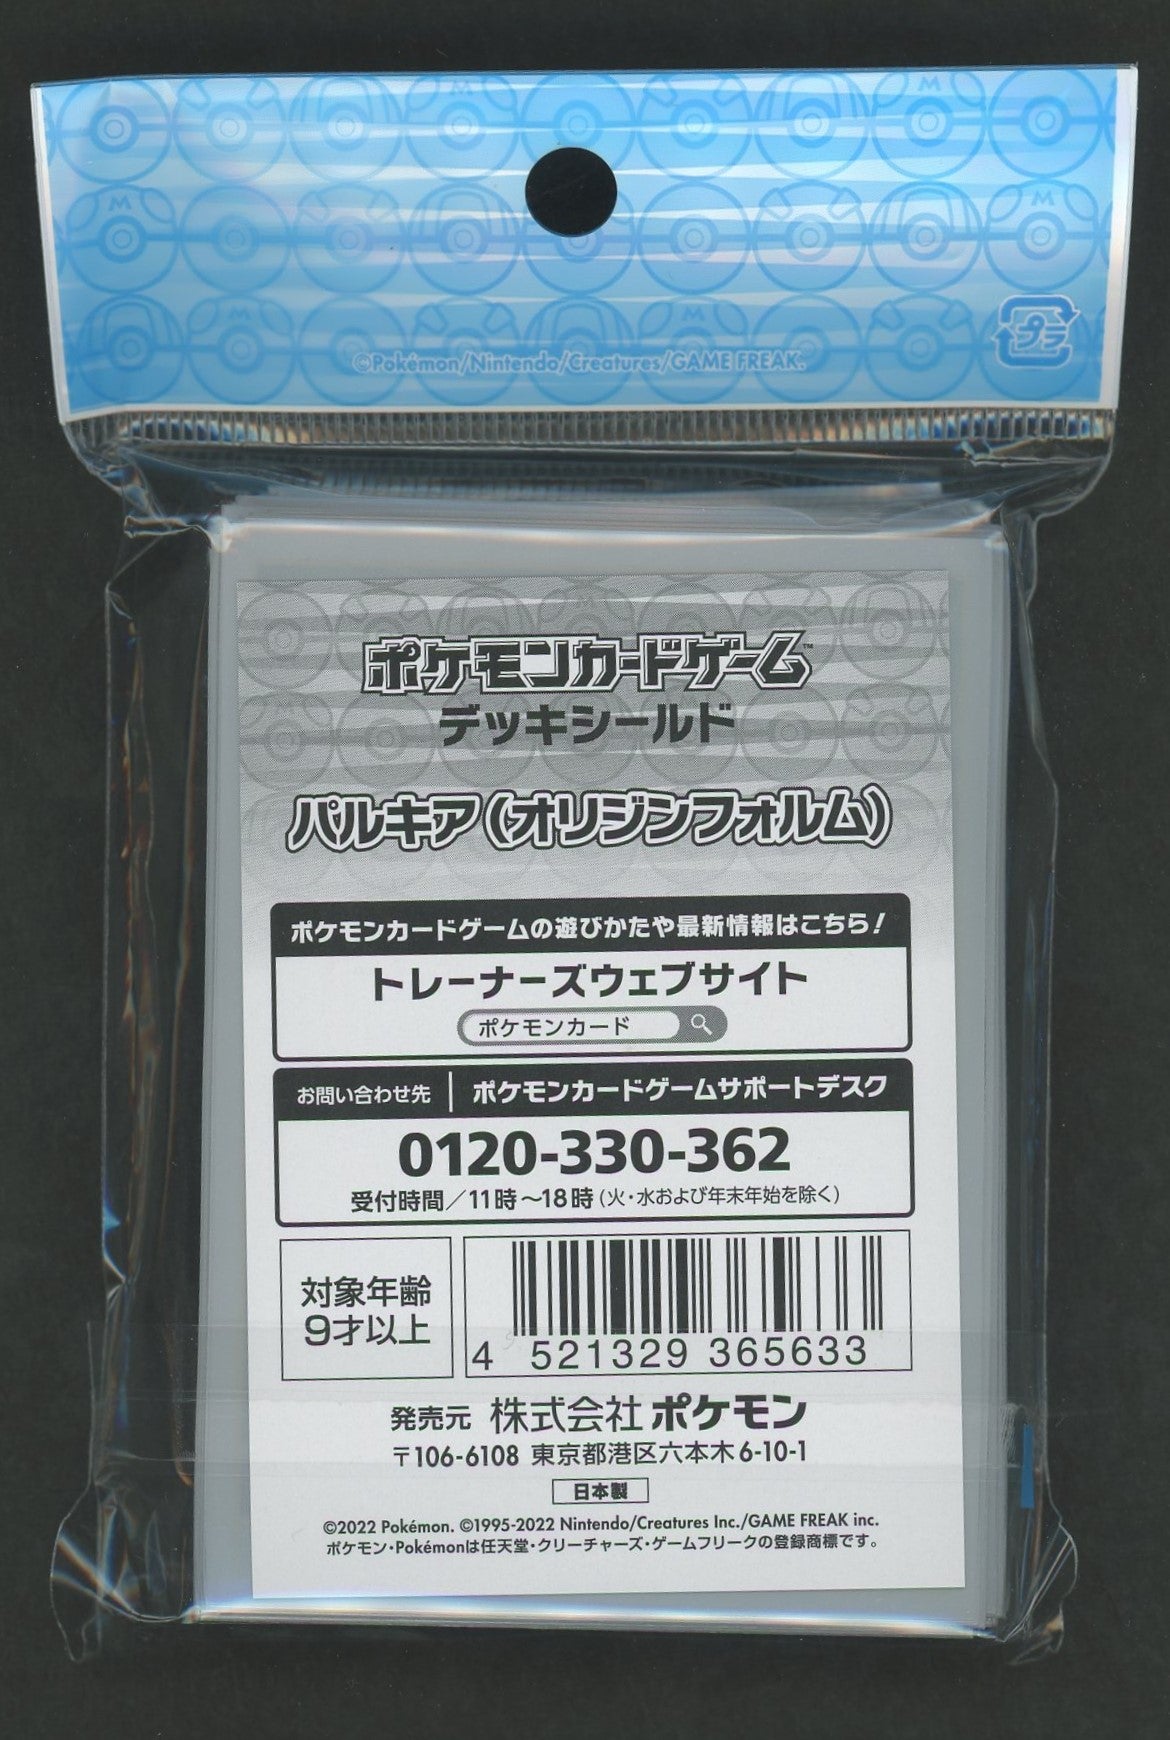 ©Pokémon/Nintendo/Creatures/GAME FREAK.
プラ
ポケモンカードゲーム™
デッキシールド
パルキア（オリジンフォルム）
ポケモンカードゲームの遊びかたや最新情報はこちら！
トレーナーズウェブサイト
ポケモンカード
お問い合わせ先 ポケモンカードゲームサポートデスク
0120-330-362
受付時間／11時～18時（火・水および年末年始を除く）
対象年齢
9才以上
4 521329 365633
発売元 株式会社ポケモン
〒106-6108 東京都港区六本木6-10-1
日本製
©2022 Pokémon. ©1995-2022 Nintendo/Creatures Inc./GAME FREAK inc.
ポケモン・Pokémonは任天堂・クリーチャーズ・ゲームフリークの登録商標です。